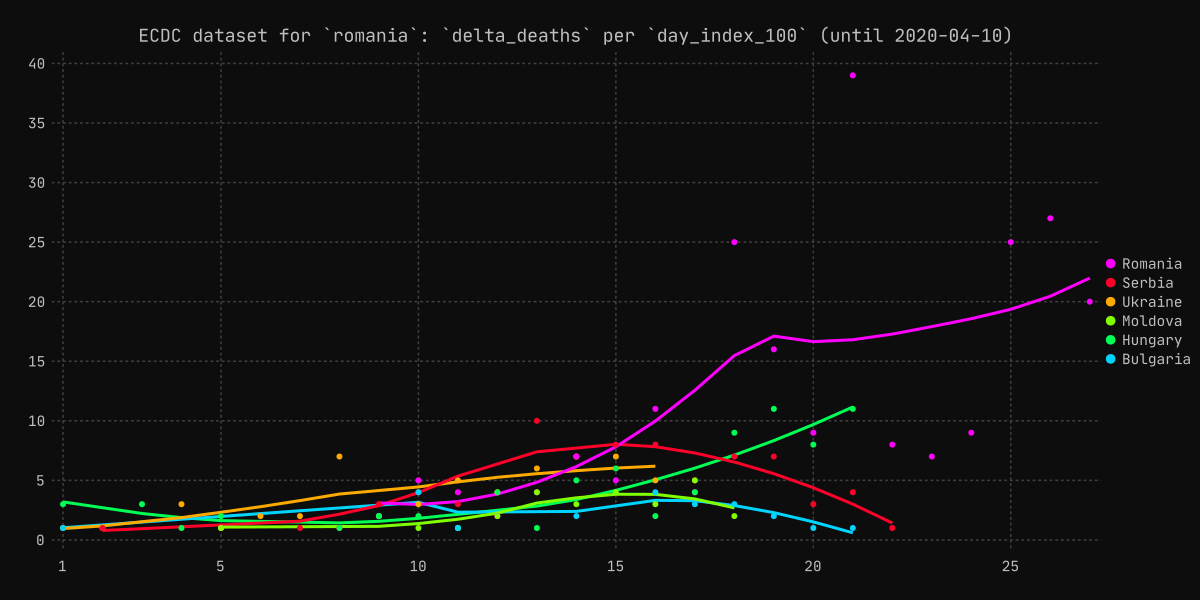 ECDC dataset for `romania`: `delta_deaths` per `day_index_100` (until 2020-04-10)
40
35
30
25
20
15
10
5
0
1 5 10 15 20 25
Romania
Serbia
Ukraine
Moldova
Hungary
Bulgaria